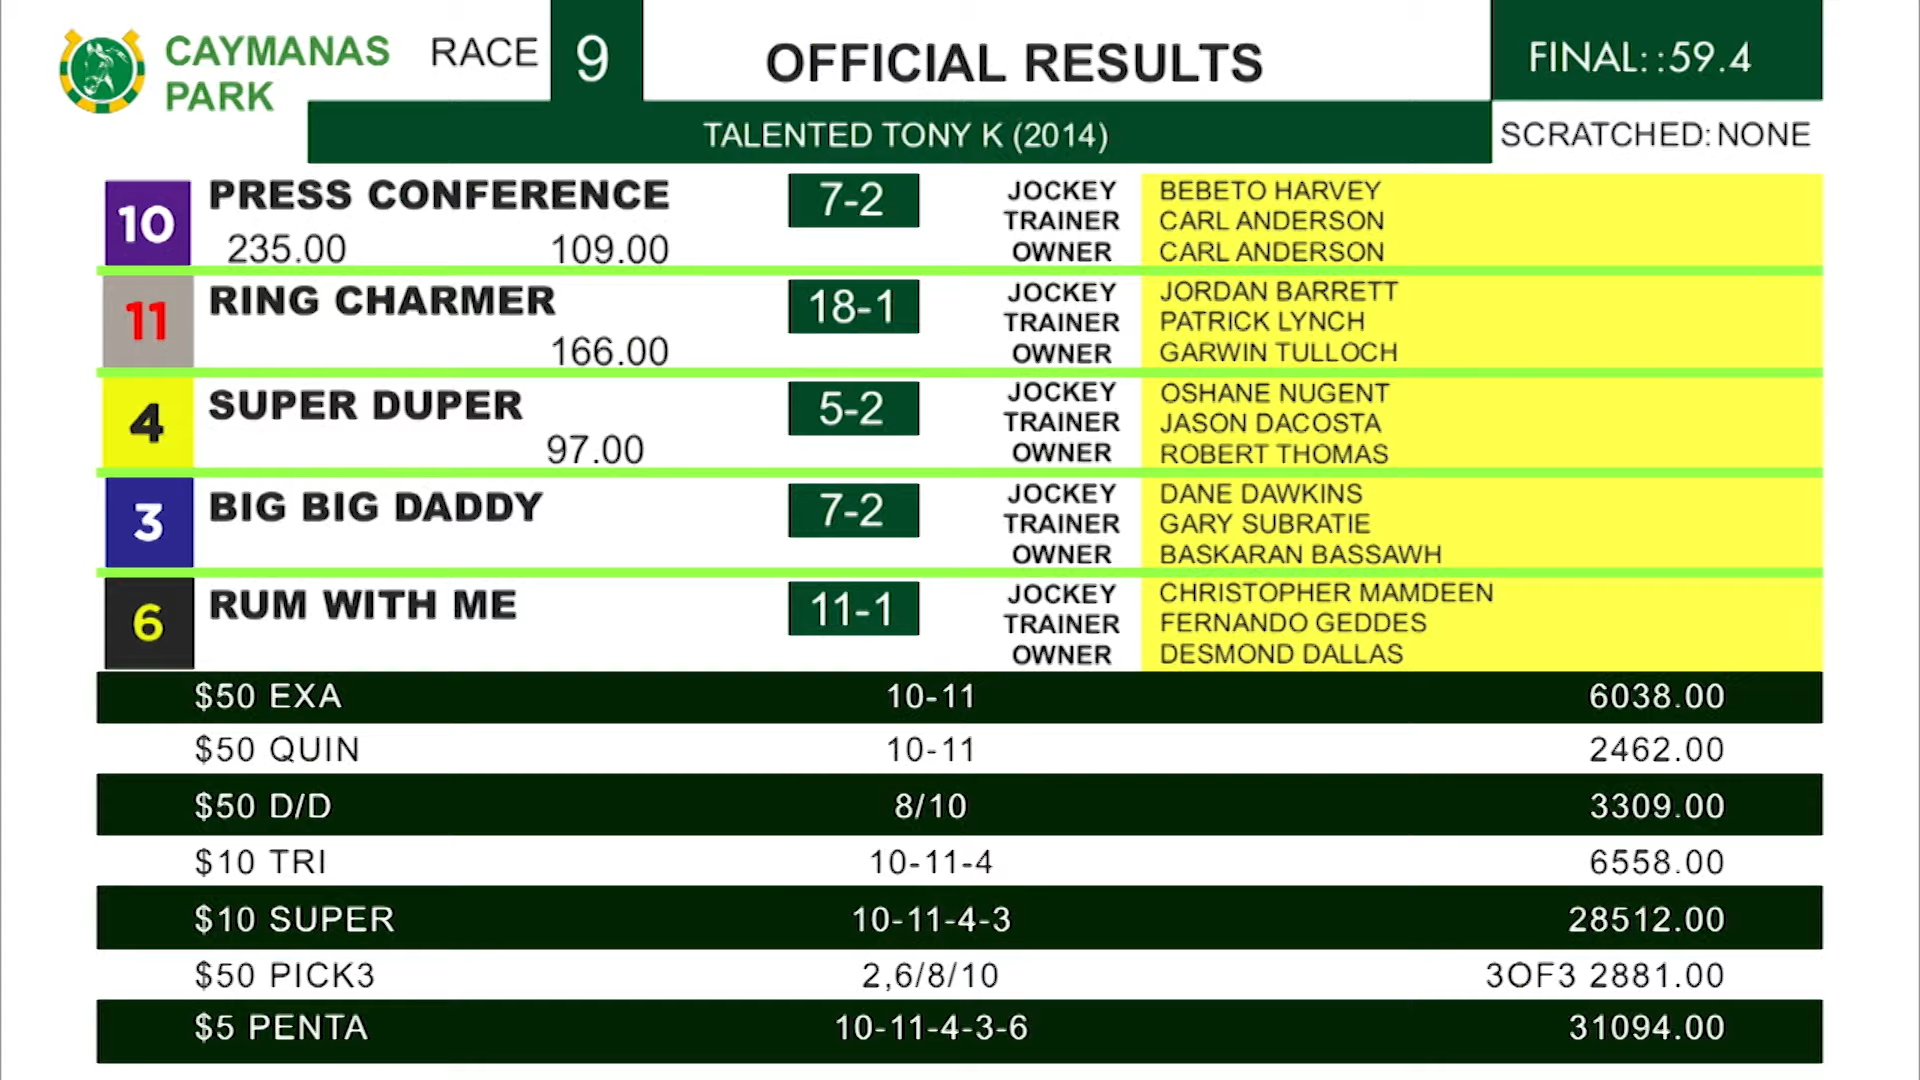 CAYMANAS PARK
RACE 9
OFFICIAL RESULTS
FINAL::59.4
TALENTED TONY K (2014)
SCRATCHED: NONE
10 PRESS CONFERENCE 7-2 JOCKEY BEBETO HARVEY
TRAINER CARL ANDERSON
235.00 109.00 OWNER CARL ANDERSON
11 RING CHARMER 18-1 JOCKEY JORDAN BARRETT
TRAINER PATRICK LYNCH
166.00 OWNER GARWIN TULLOCH
4 SUPER DUPER 5-2 JOCKEY OSHANE NUGENT
TRAINER JASON DACOSTA
97.00 OWNER ROBERT THOMAS
3 BIG BIG DADDY 7-2 JOCKEY DANE DAWKINS
TRAINER GARY SUBRATIE
OWNER BASKARAN BASSAWH
6 RUM WITH ME 11-1 JOCKEY CHRISTOPHER MAMDEEN
TRAINER FERNANDO GEDDES
OWNER DESMOND DALLAS
$50 EXA 10-11 6038.00
$50 QUIN 10-11 2462.00
$50 D/D 8/10 3309.00
$10 TRI 10-11-4 6558.00
$10 SUPER 10-11-4-3 28512.00
$50 PICK3 2,6/8/10 3OF3 2881.00
$5 PENTA 10-11-4-3-6 31094.00